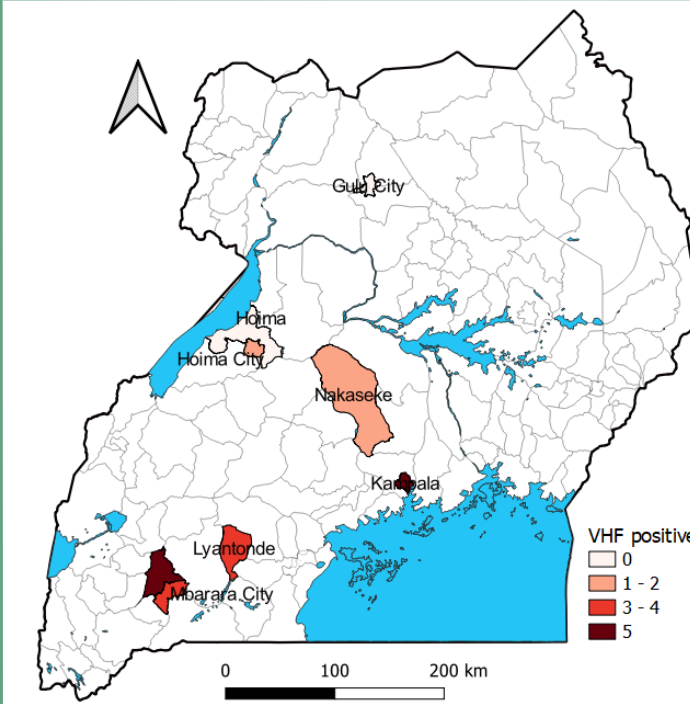 Gulu City
Hoima
Hoima City
Nakaseke
Kampala
Lyantonde
Mbarara City
VHF positive
0
1 - 2
3 - 4
5
0 100 200 km